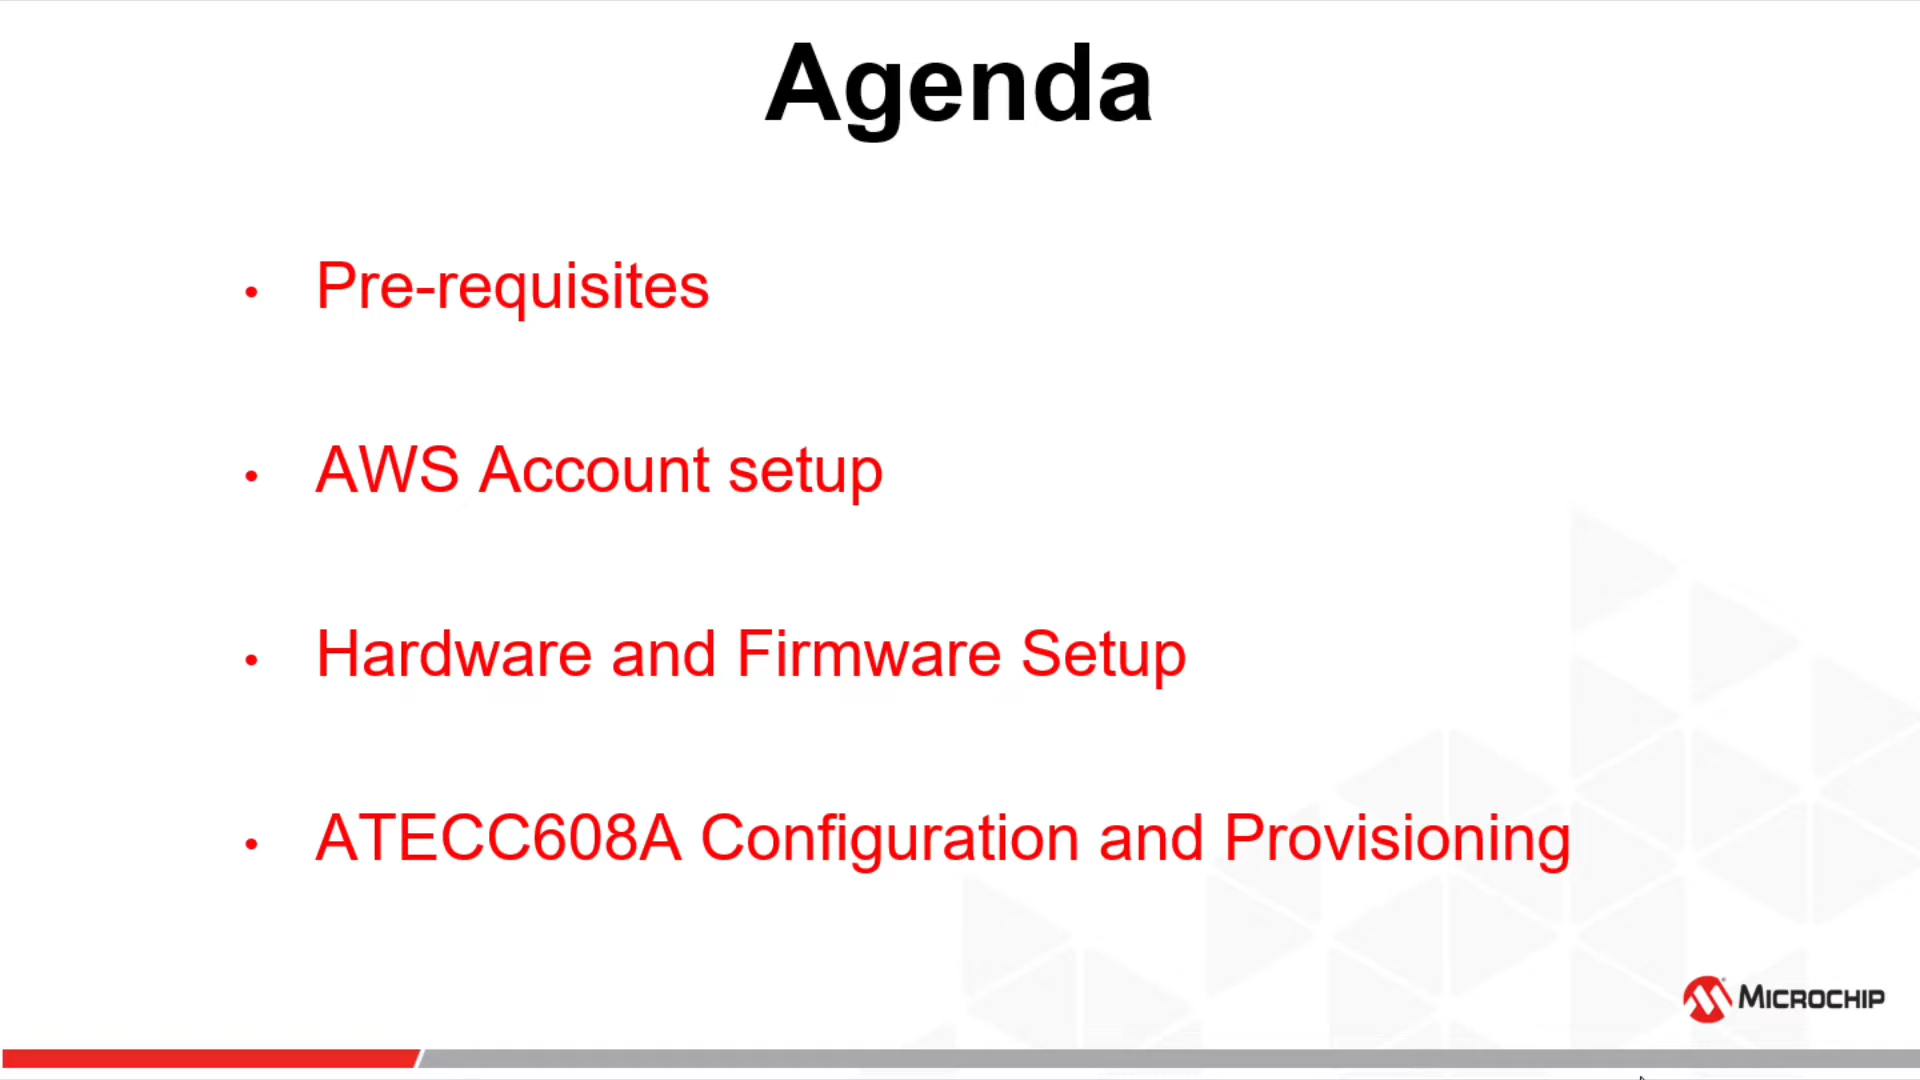 Agenda
• Pre-requisites
• AWS Account setup
• Hardware and Firmware Setup
• ATECC608A Configuration and Provisioning
MICROCHIP